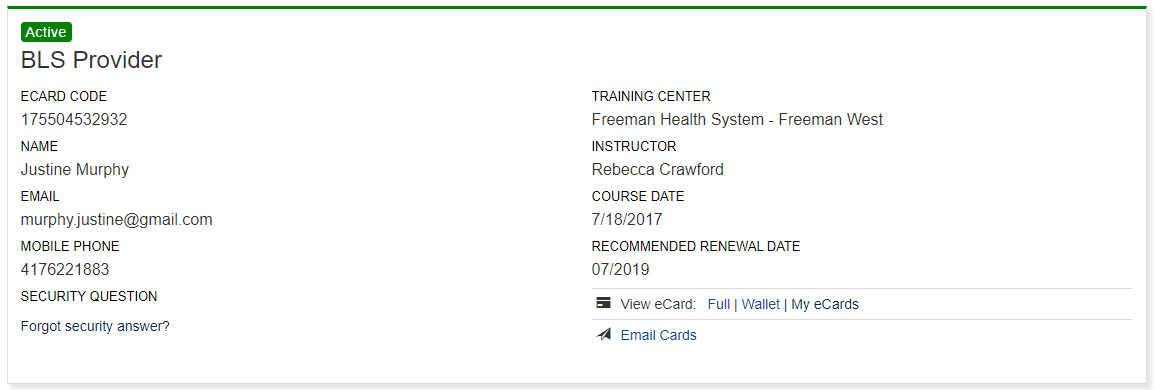 Active
BLS Provider
ECARD CODE
175504532932
NAME
Justine Murphy
EMAIL
murphy.justine@gmail.com
MOBILE PHONE
4176221883
SECURITY QUESTION
Forgot security answer?
TRAINING CENTER
Freeman Health System - Freeman West
INSTRUCTOR
Rebecca Crawford
COURSE DATE
7/18/2017
RECOMMENDED RENEWAL DATE
07/2019
View eCard: Full | Wallet | My eCards
Email Cards